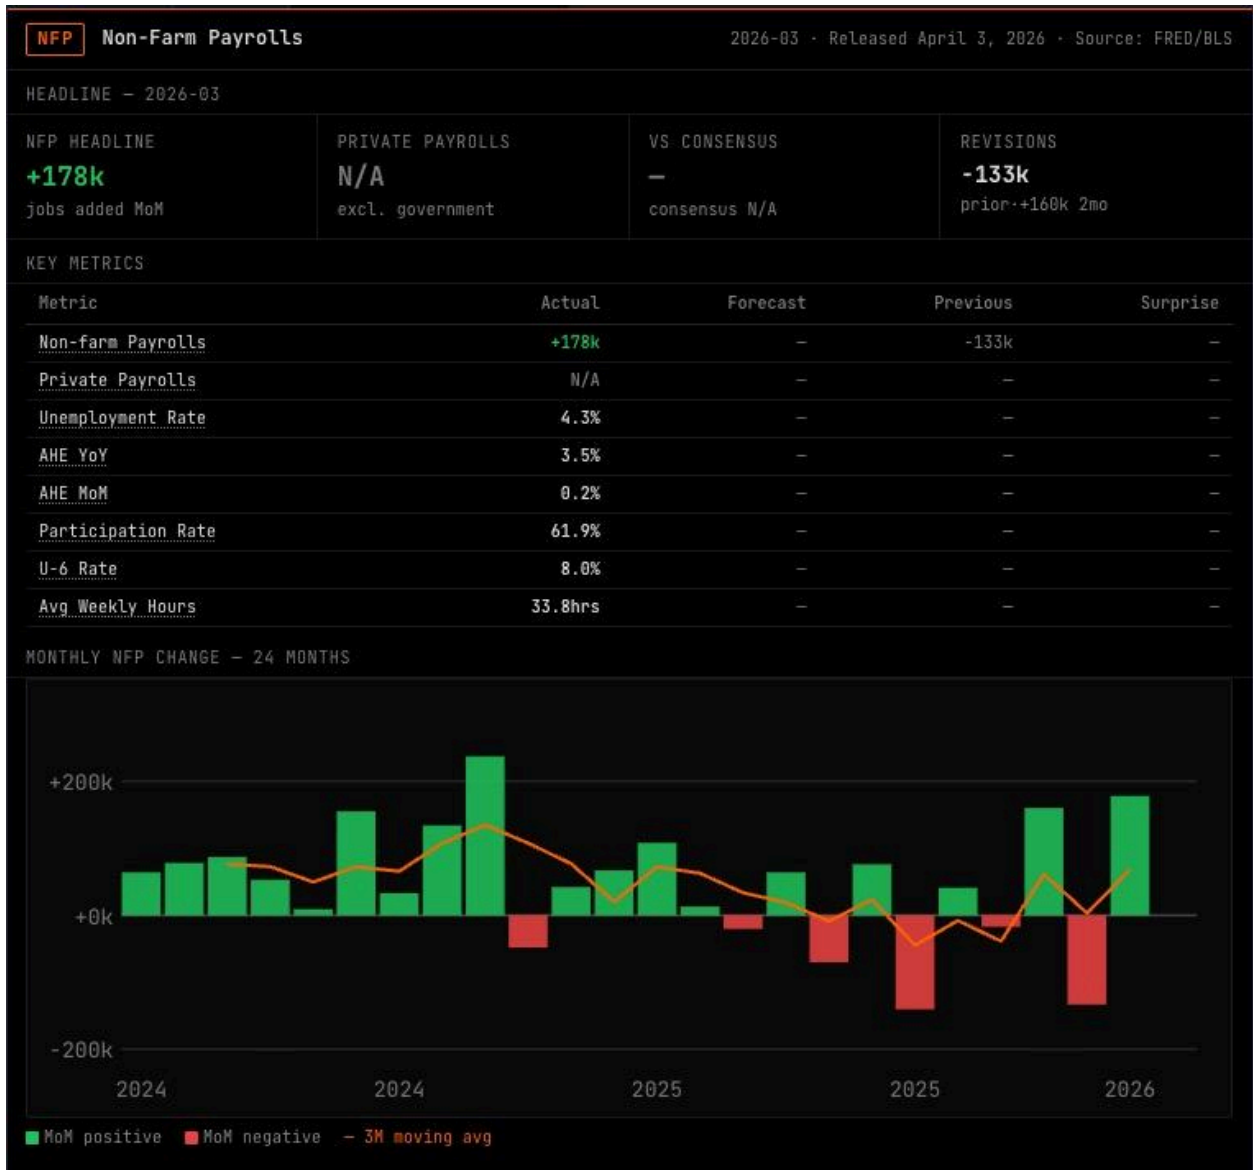 NFP Non-Farm Payrolls 2026-03 · Released April 3, 2026 · Source: FRED/BLS
HEADLINE — 2026-03
NFP HEADLINE
+178k
jobs added MoM
PRIVATE PAYROLLS
N/A
excl. government
VS CONSENSUS
—
consensus N/A
REVISIONS
-133k
prior·+160k 2mo
KEY METRICS
Metric Actual Forecast Previous Surprise
Non-farm Payrolls +178k — -133k —
Private Payrolls N/A — — —
Unemployment Rate 4.3% — — —
AHE YoY 3.5% — — —
AHE MoM 0.2% — — —
Participation Rate 61.9% — — —
U-6 Rate 8.0% — — —
Avg Weekly Hours 33.8hrs — — —
MONTHLY NFP CHANGE — 24 MONTHS
+200k
+0k
-200k
2024 2024 2025 2025 2026
MoM positive MoM negative — 3M moving avg